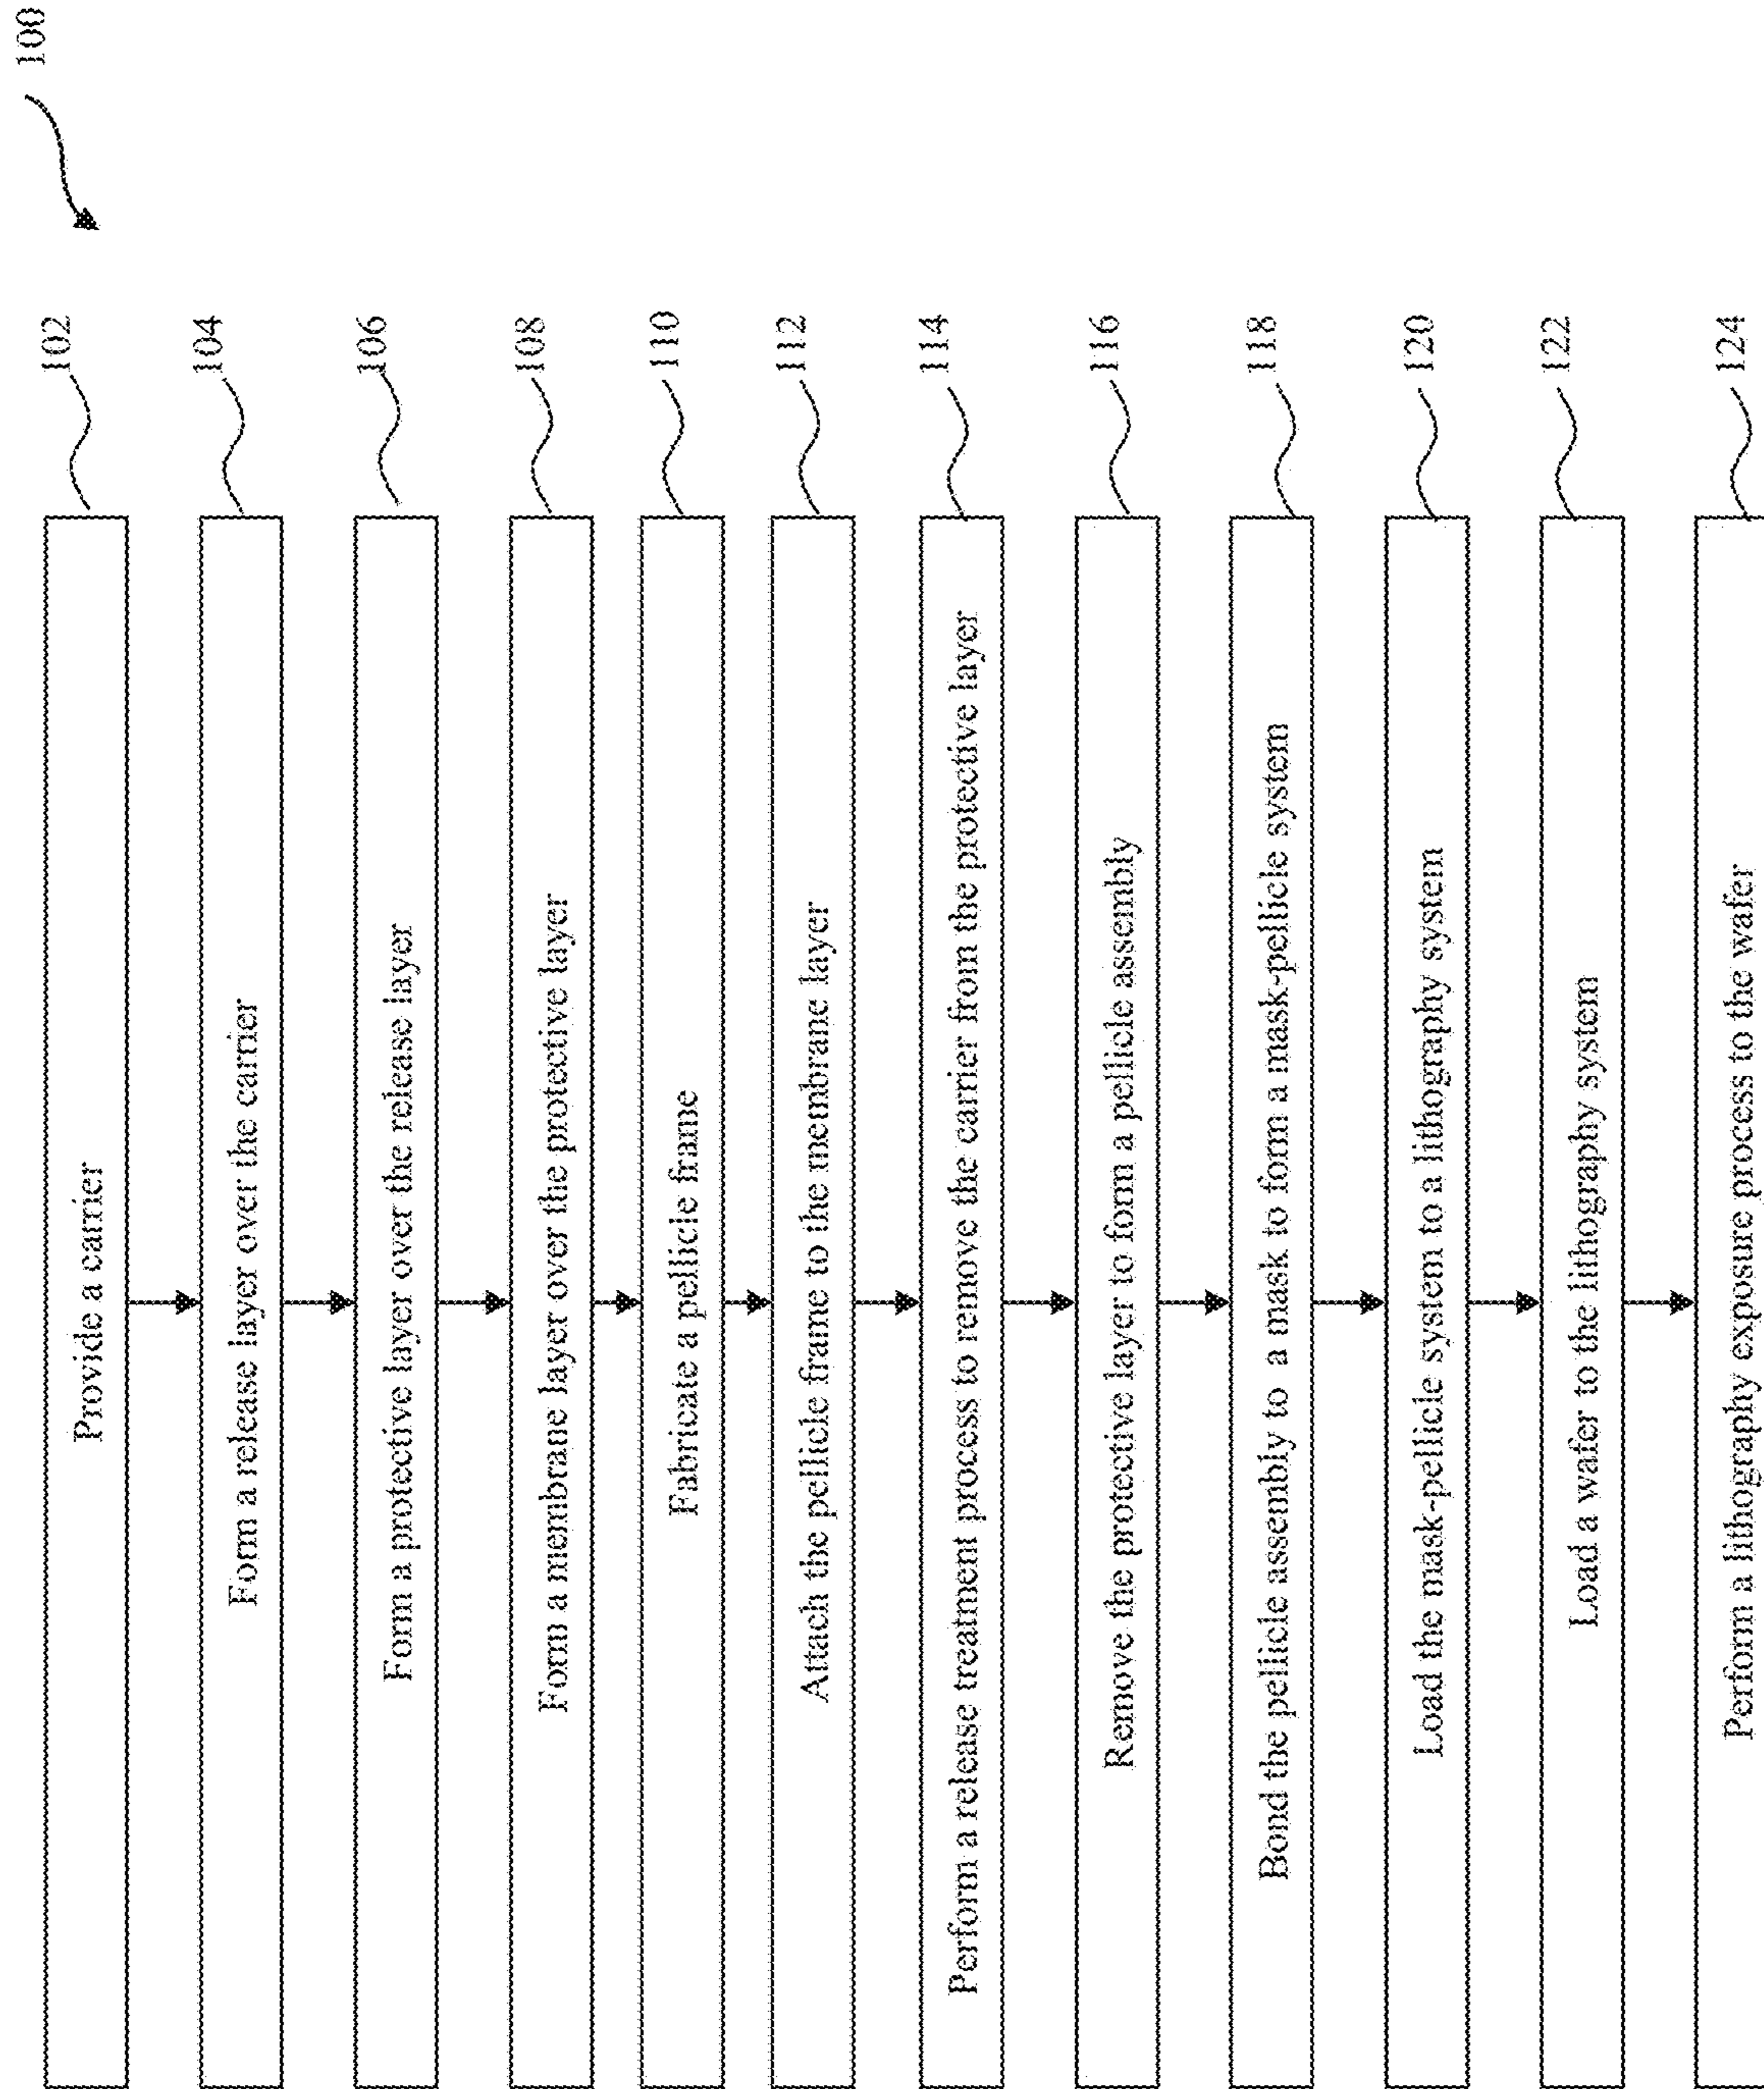 100
Provide a carrier
102
Form a release layer over the carrier
104
Form a protective layer over the release layer
106
Form a membrane layer over the protective layer
108
Fabricate a pellicle frame
110
Attach the pellicle frame to the membrane layer
112
Perform a release treatment process to remove the carrier from the protective layer
114
Remove the protective layer to form a pellicle assembly
116
Bond the pellicle assembly to a mask to form a mask-pellicle system
118
Load the mask-pellicle system to a lithography system
120
Load a wafer to the lithography system
122
Perform a lithography exposure process to the wafer
124